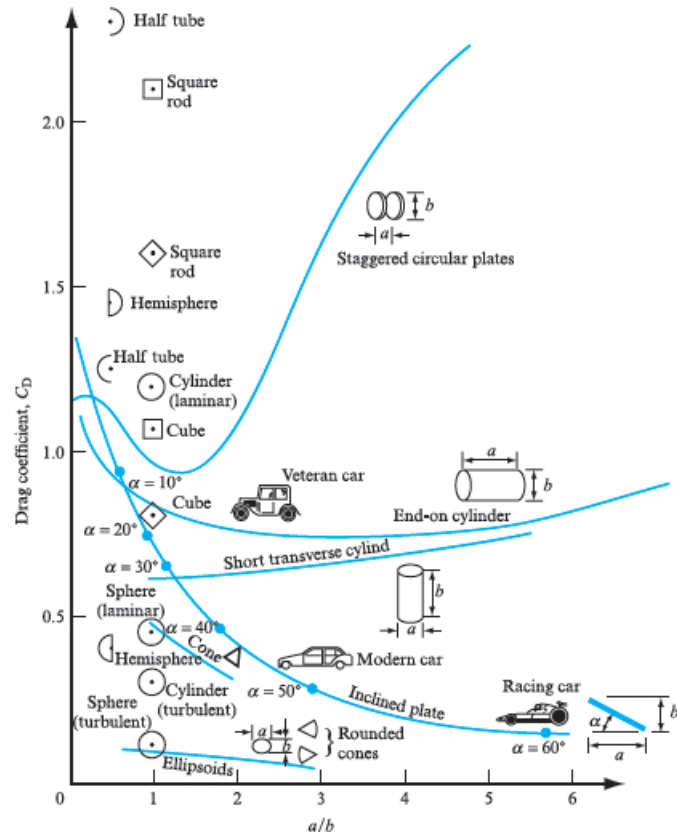 Half tube
Square
rod
2.0
b
a
Staggered circular plates
Square
rod
1.5
Hemisphere
Half tube
Cylinder
(laminar)
Drag coefficient, C_D
Cube
1.0
Veteran car
a
b
End-on cylinder
α = 10°
Cube
α = 20°
Short transverse cylind
α = 30°
b
a
Sphere
(laminar)
0.5
α = 40°
Cone
Hemisphere
Modern car
α = 50°
Inclined plate
Cylinder
(turbulent)
Sphere
(turbulent)
Racing car
α
b
a
α = 60°
a
b
Rounded
cones
Ellipsoids
0
1
2
3
4
5
6
a/b